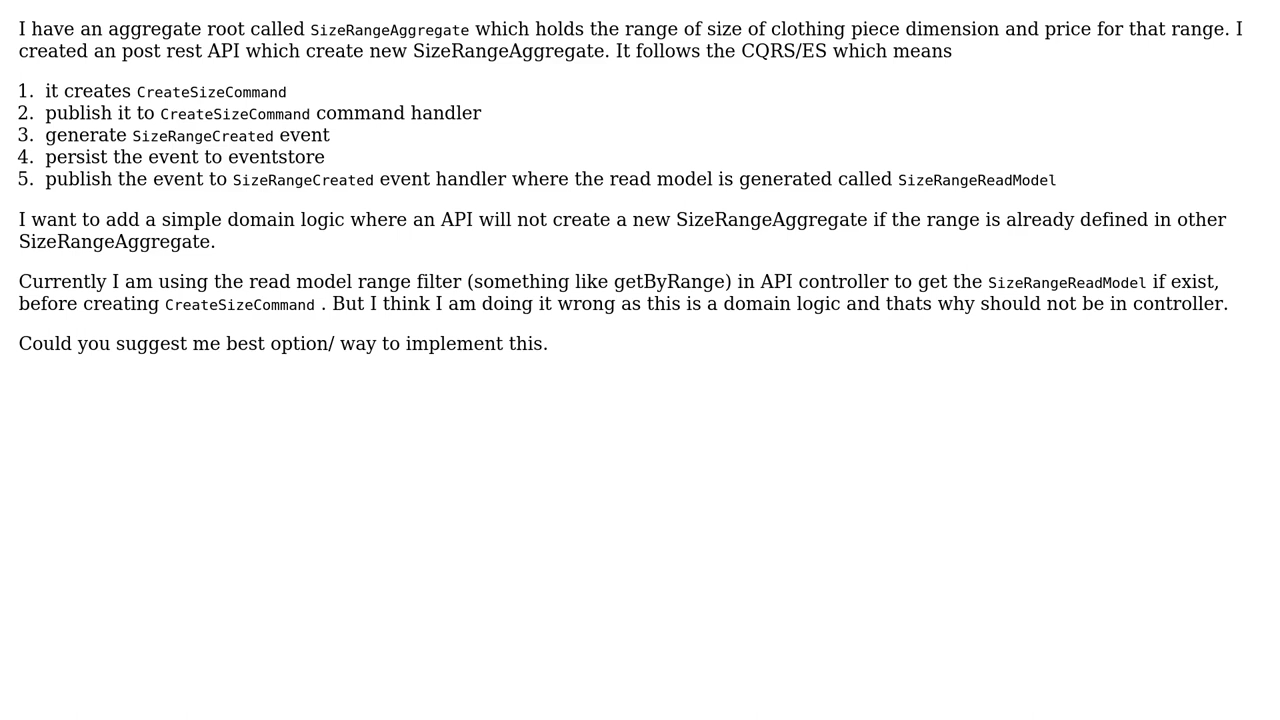 I have an aggregate root called SizeRangeAggregate which holds the range of size of clothing piece dimension and price for that range. I
created an post rest API which create new SizeRangeAggregate. It follows the CQRS/ES which means
1. it creates CreateSizeCommand
2. publish it to CreateSizeCommand command handler
3. generate SizeRangeCreated event
4. persist the event to eventstore
5. publish the event to SizeRangeCreated event handler where the read model is generated called SizeRangeReadModel
I want to add a simple domain logic where an API will not create a new SizeRangeAggregate if the range is already defined in other
SizeRangeAggregate.
Currently I am using the read model range filter (something like getByRange) in API controller to get the SizeRangeReadModel if exist,
before creating CreateSizeCommand . But I think I am doing it wrong as this is a domain logic and thats why should not be in controller.
Could you suggest me best option/ way to implement this.